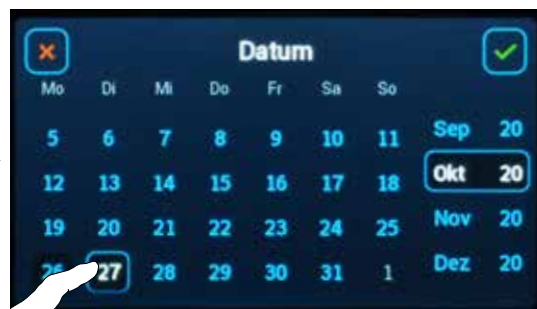 Datum
Mo Di Mi Do Fr Sa So
5 6 7 8 9 10 11
12 13 14 15 16 17 18
19 20 21 22 23 24 25
26 27 28 29 30 31 1
Sep 20
Okt 20
Nov 20
Dez 20